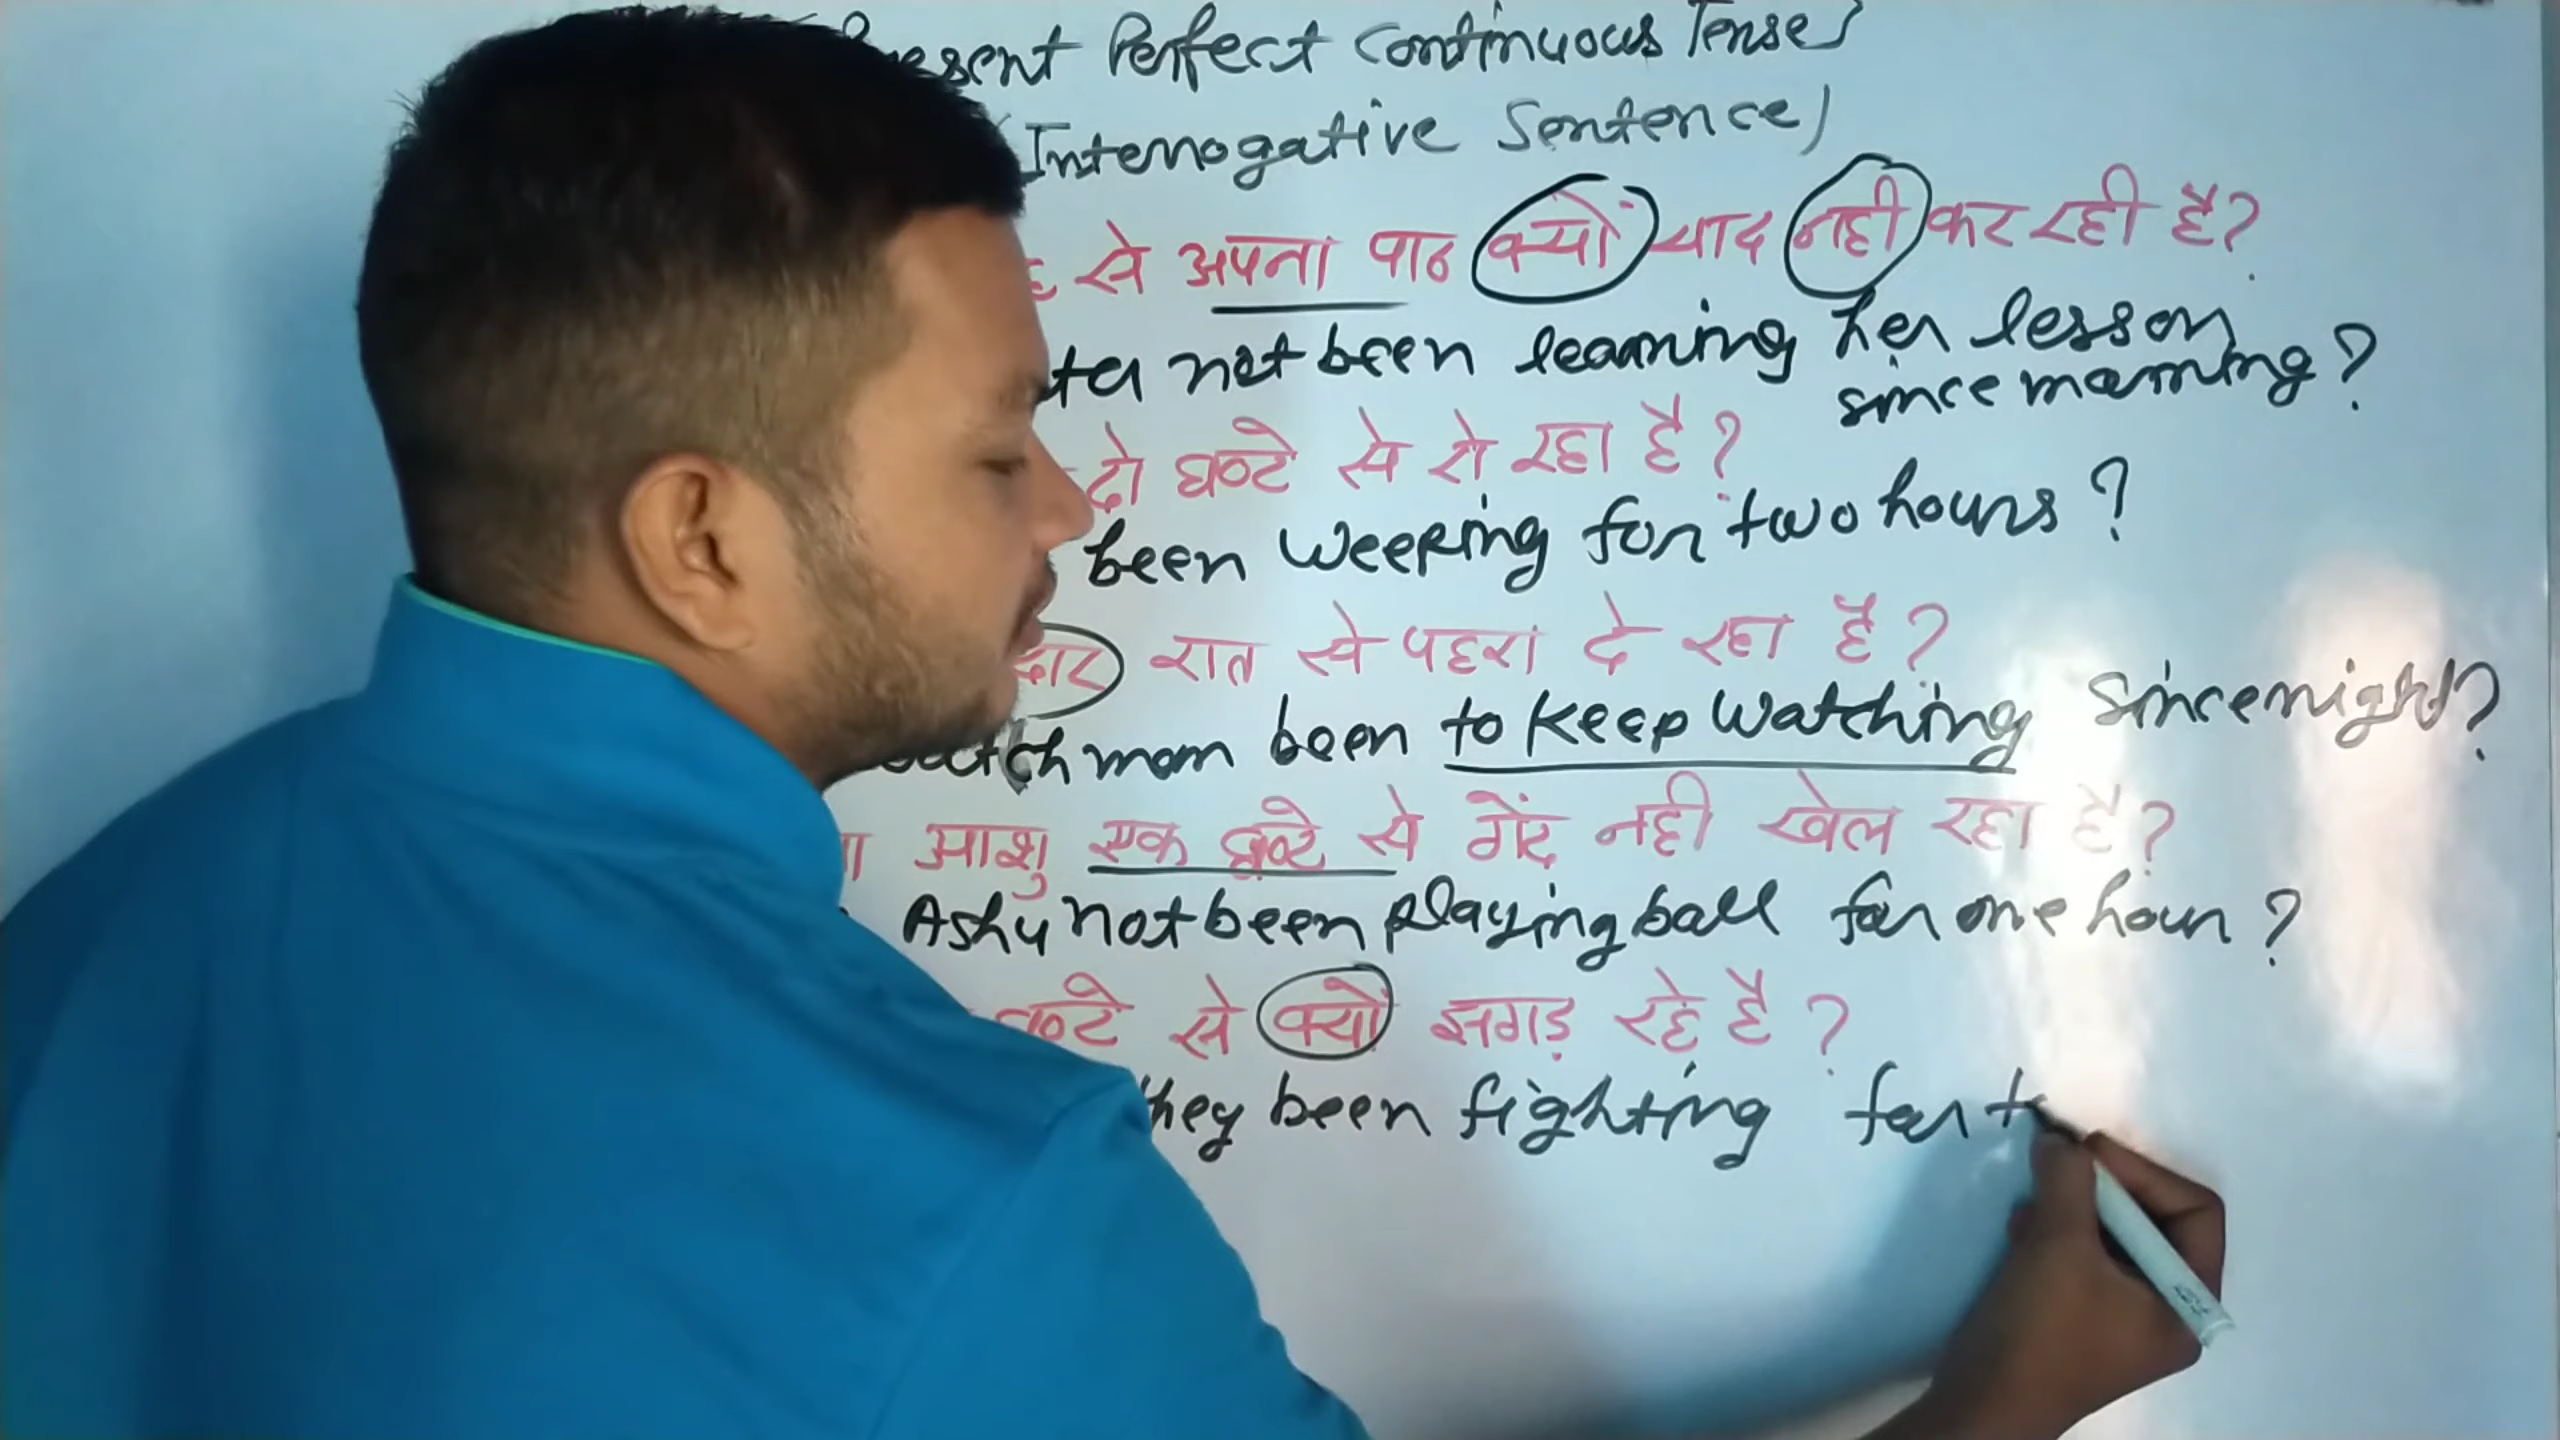 Present Perfect Continuous Tense
(Interrogative Sentence)
से अपना पाठ क्यों याद नही कर रही है?
not been learning her lesson
since morning?
दो घण्टे से रो रहा है?
been weeping for two hours?
दार रात से पहरा दे रहा है?
watchman been to keep watching since night?
आशु एक घण्टे से गेंद नही खेल रहा है?
Ashu not been playing ball for one hour?
घण्टे से क्यों झगड़ रहे है?
they been fighting for t